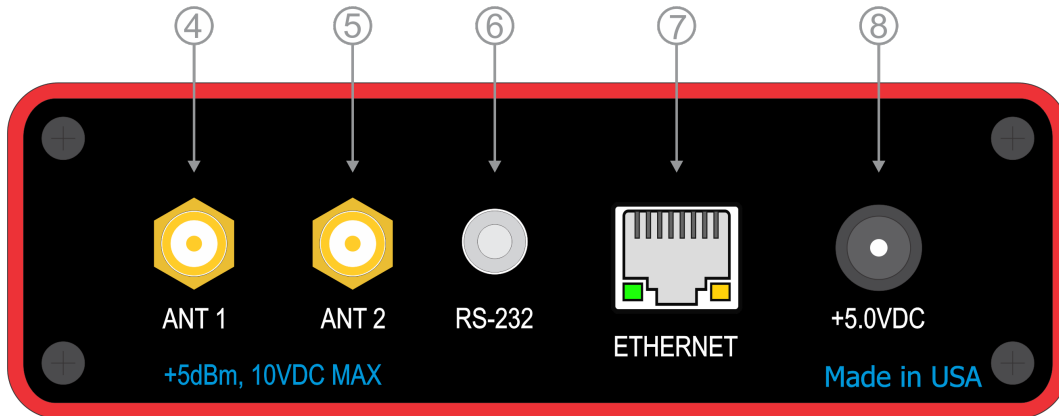 ④ ⑤ ⑥ ⑦ ⑧
ANT 1 ANT 2 RS-232 ETHERNET +5.0VDC
+5dBm, 10VDC MAX Made in USA